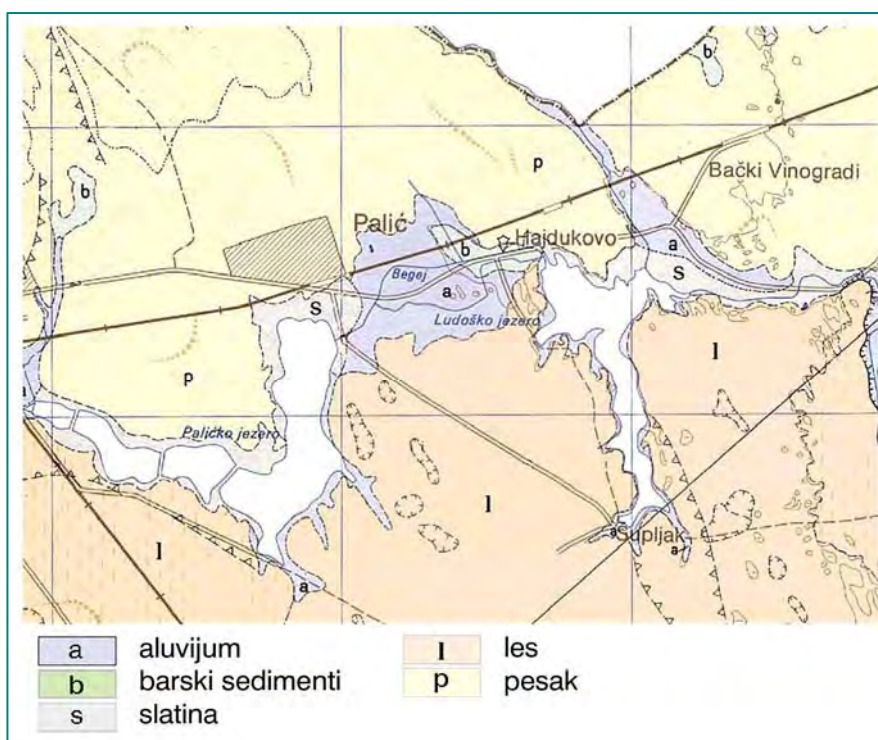 b
b
p
Bački Vinogradi
Palić
Hajdukovo
b
a
Begej
s
a
s
Ludoško jezero
l
p
Palićko jezero
l
l
Šupljak
a
a
a
a aluvijum
b barski sedimenti
s slatina
l les
p pesak